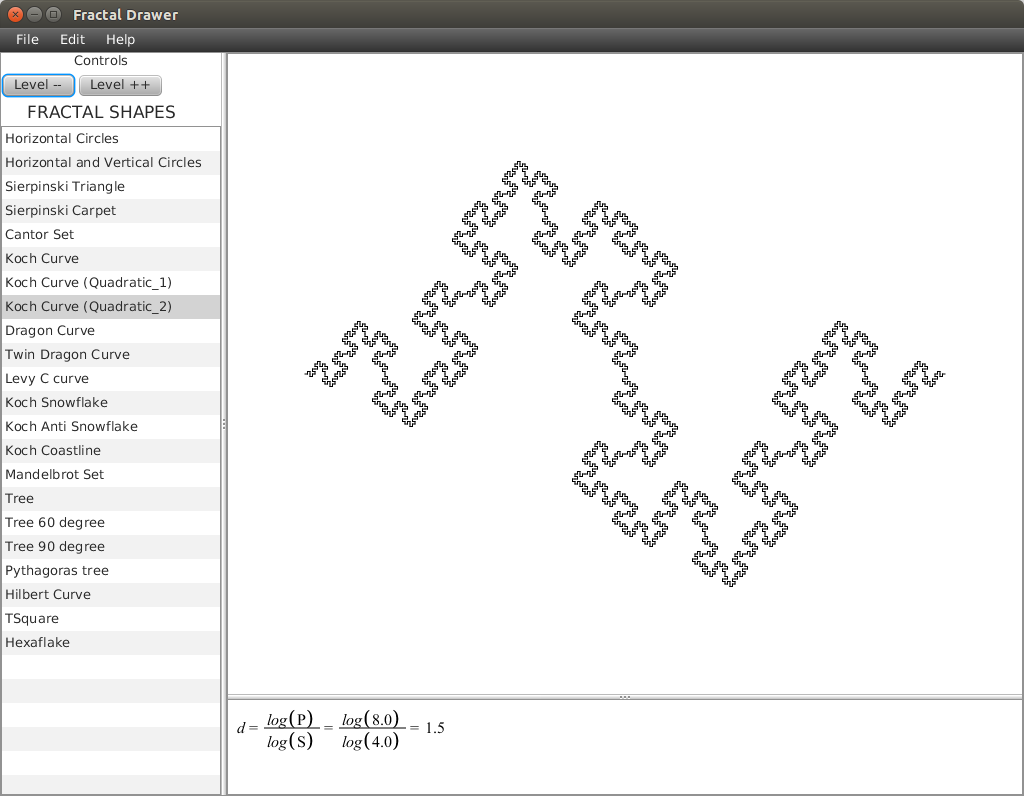 Fractal Drawer
File Edit Help
Controls
Level -- Level ++
FRACTAL SHAPES
Horizontal Circles
Horizontal and Vertical Circles
Sierpinski Triangle
Sierpinski Carpet
Cantor Set
Koch Curve
Koch Curve (Quadratic_1)
Koch Curve (Quadratic_2)
Dragon Curve
Twin Dragon Curve
Levy C curve
Koch Snowflake
Koch Anti Snowflake
Koch Coastline
Mandelbrot Set
Tree
Tree 60 degree
Tree 90 degree
Pythagoras tree
Hilbert Curve
TSquare
Hexaflake
d = log(P) / log(S) = log(8.0) / log(4.0) = 1.5